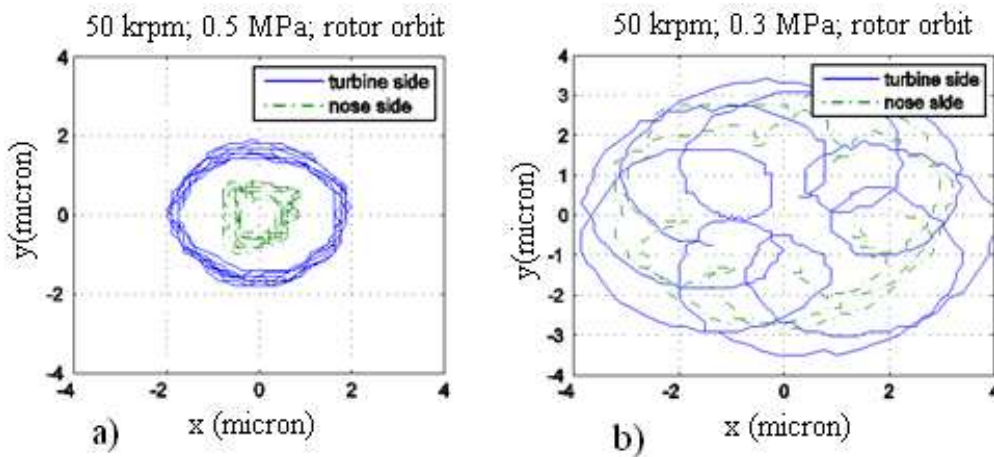 50 krpm; 0.5 MPa; rotor orbit
4
2
0
-2
-4
-4
-2
0
2
4
y(micron)
x (micron)
turbine side
nose side
a)
50 krpm; 0.3 MPa; rotor orbit
4
3
2
1
0
-1
-2
-3
-4
-4
-2
0
2
4
y(micron)
x (micron)
turbine side
nose side
b)